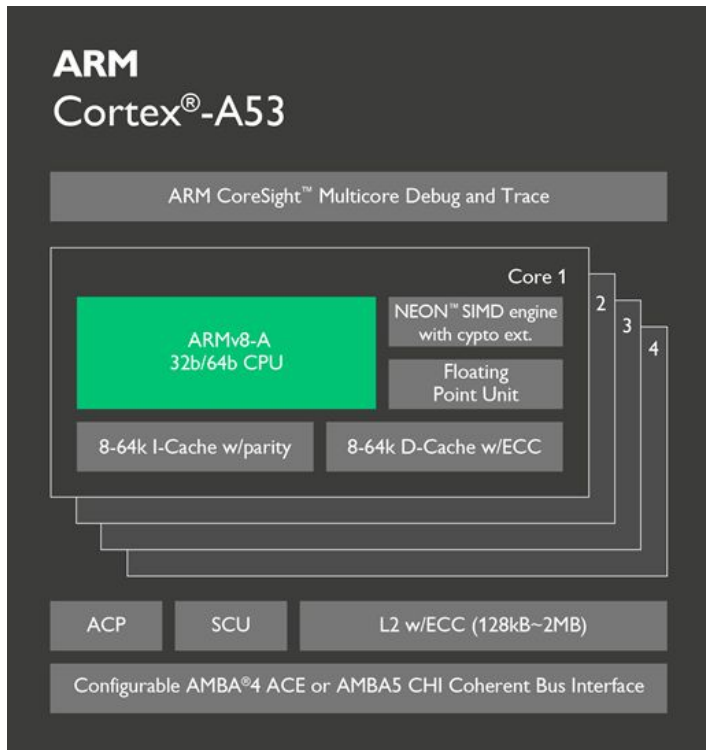 ARM
Cortex®-A53
ARM CoreSight™ Multicore Debug and Trace
Core 1
2
3
4
ARMv8-A
32b/64b CPU
NEON™ SIMD engine
with cypto ext.
Floating
Point Unit
8-64k I-Cache w/parity
8-64k D-Cache w/ECC
ACP
SCU
L2 w/ECC (128kB~2MB)
Configurable AMBA®4 ACE or AMBA5 CHI Coherent Bus Interface